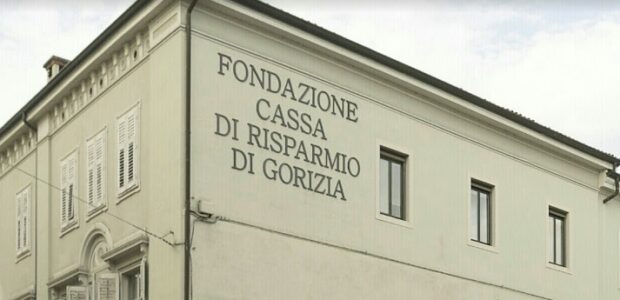 FONDAZIONE
CASSA
DI RISPARMIO
DI GORIZIA